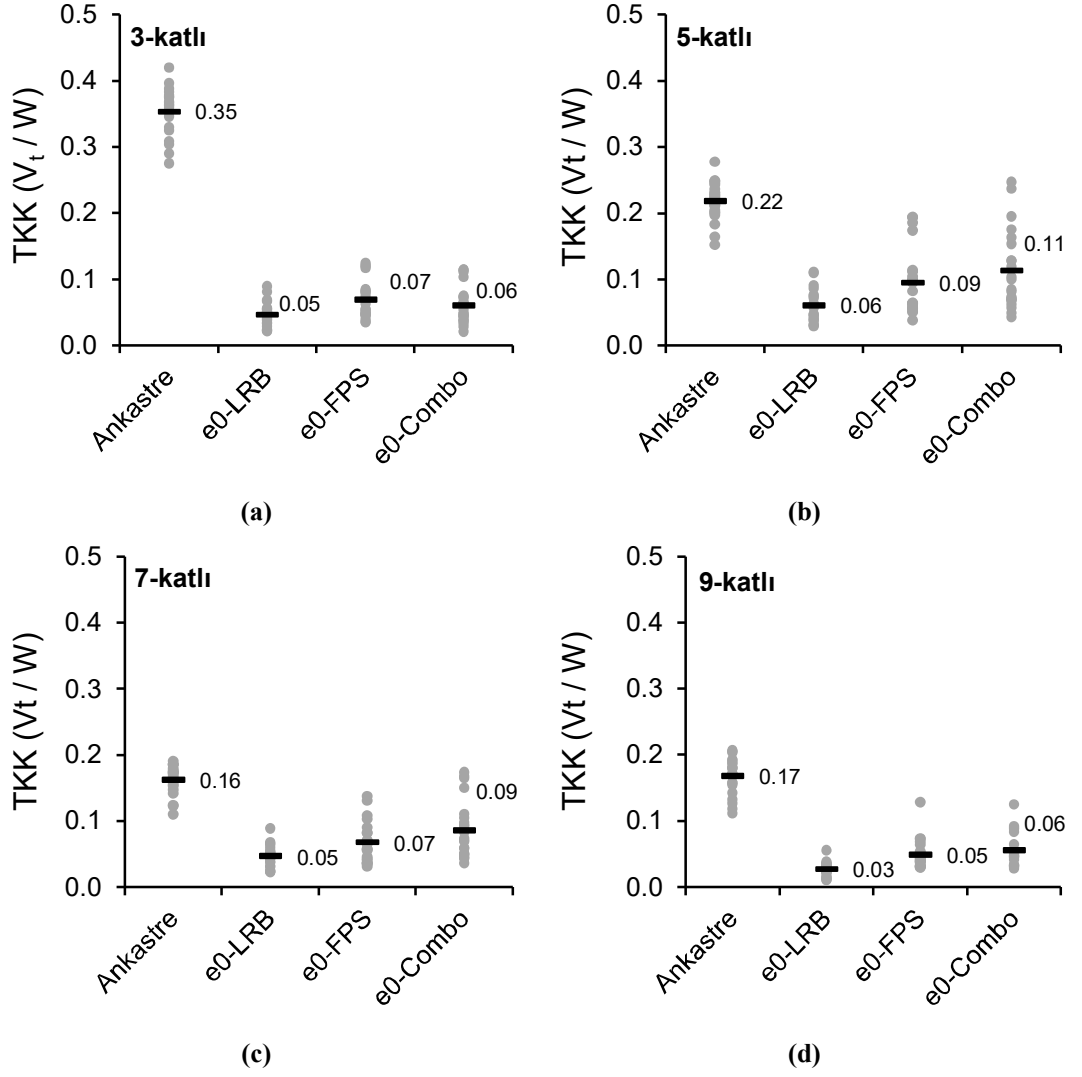 0.5
0.4
0.3
0.2
0.1
0.0
TKK (Vt / W)
3-katlı
0.35
0.05
0.07
0.06
Ankastre
e0-LRB
e0-FPS
e0-Combo
(a)
0.5
0.4
0.3
0.2
0.1
0.0
TKK (Vt / W)
5-katlı
0.22
0.06
0.09
0.11
Ankastre
e0-LRB
e0-FPS
e0-Combo
(b)
0.5
0.4
0.3
0.2
0.1
0.0
TKK (Vt / W)
7-katlı
0.16
0.05
0.07
0.09
Ankastre
e0-LRB
e0-FPS
e0-Combo
(c)
0.5
0.4
0.3
0.2
0.1
0.0
TKK (Vt / W)
9-katlı
0.17
0.03
0.05
0.06
Ankastre
e0-LRB
e0-FPS
e0-Combo
(d)